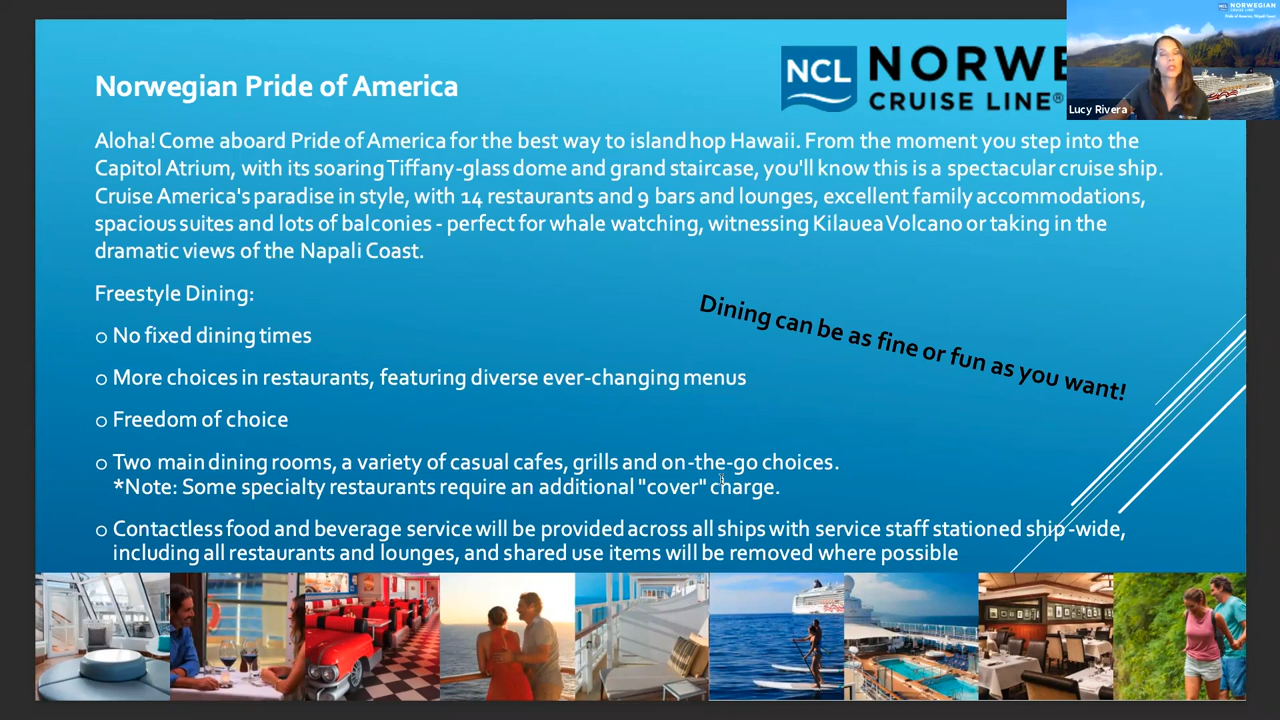 Norwegian Pride of America
NCL NORWE
CRUISE LINE®
NCL NORWEGIAN
CRUISE LINE
Pride of America, Nāpali Coast
Lucy Rivera
Aloha! Come aboard Pride of America for the best way to island hop Hawaii. From the moment you step into the
Capitol Atrium, with its soaring Tiffany-glass dome and grand staircase, you'll know this is a spectacular cruise ship.
Cruise America's paradise in style, with 14 restaurants and 9 bars and lounges, excellent family accommodations,
spacious suites and lots of balconies - perfect for whale watching, witnessing Kilauea Volcano or taking in the
dramatic views of the Napali Coast.
Freestyle Dining:
Dining can be as fine or fun as you want!
o No fixed dining times
o More choices in restaurants, featuring diverse ever-changing menus
o Freedom of choice
o Two main dining rooms, a variety of casual cafes, grills and on-the-go choices.
*Note: Some specialty restaurants require an additional "cover" charge.
o Contactless food and beverage service will be provided across all ships with service staff stationed ship-wide,
including all restaurants and lounges, and shared use items will be removed where possible